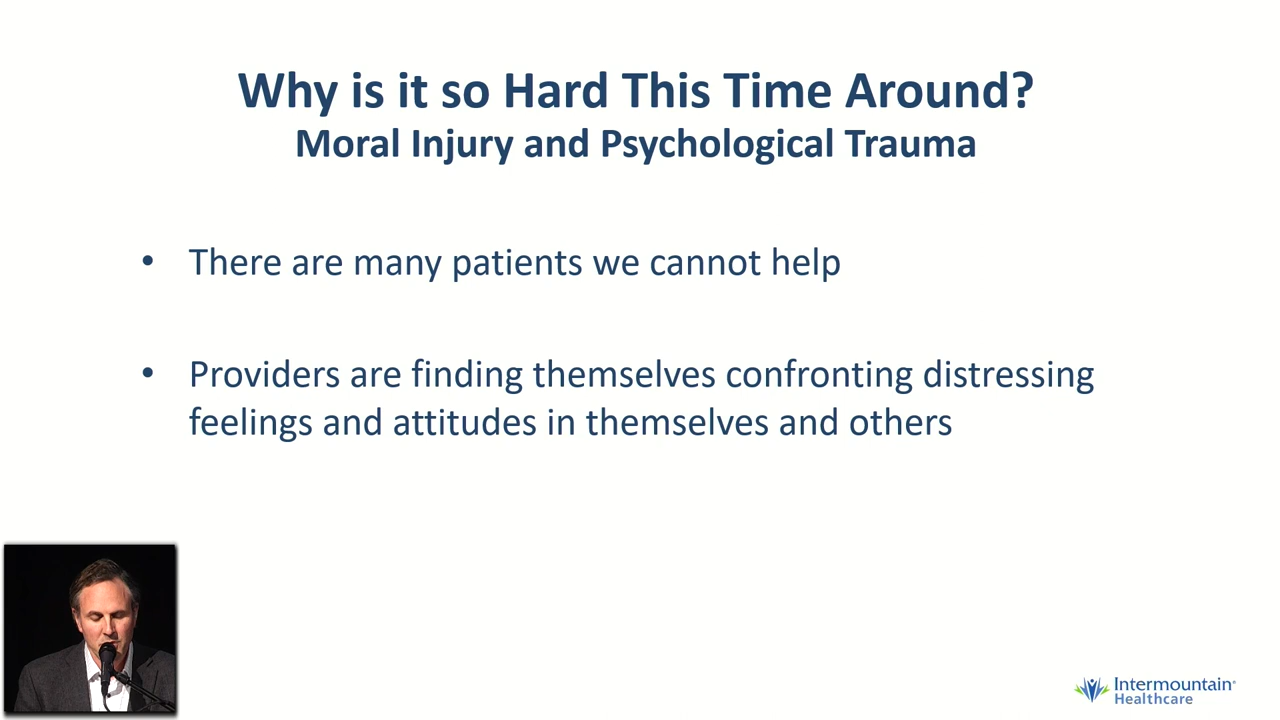 Why is it so Hard This Time Around?
Moral Injury and Psychological Trauma
• There are many patients we cannot help
• Providers are finding themselves confronting distressing
feelings and attitudes in themselves and others
Intermountain®
Healthcare